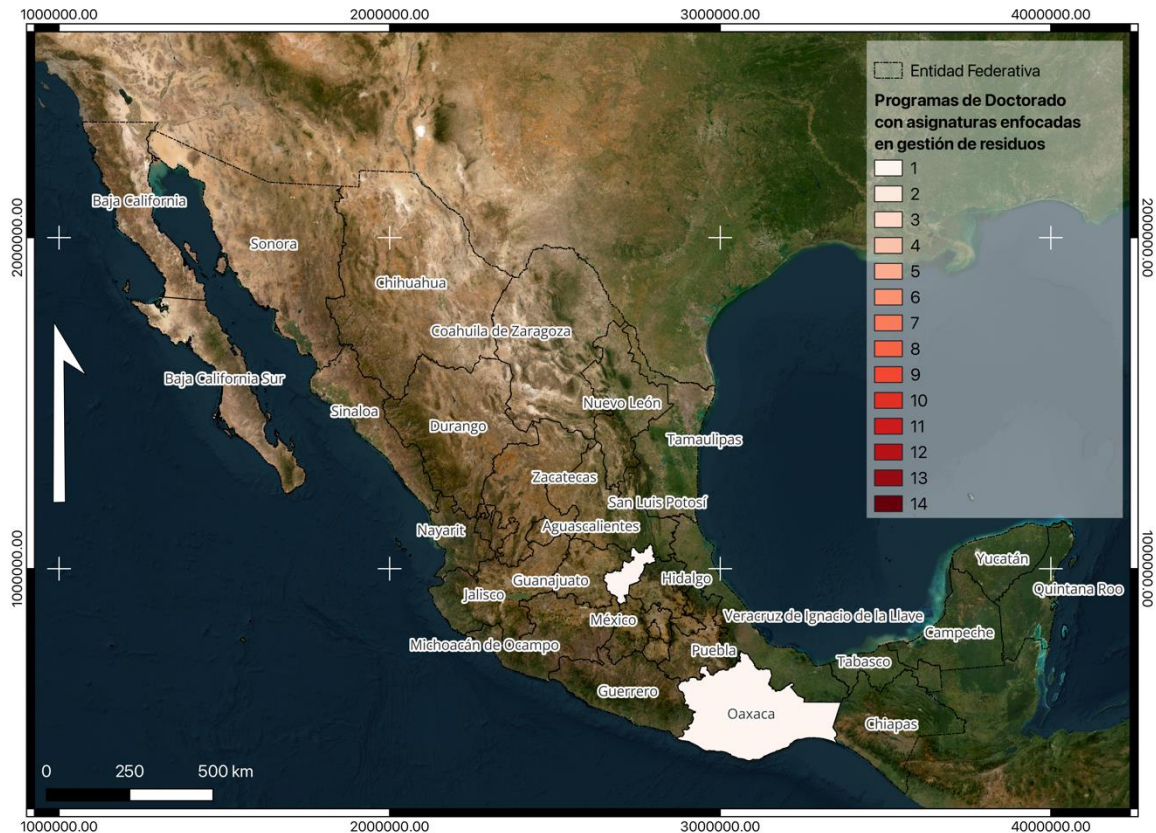 1000000.00
2000000.00
3000000.00
4000000.00
Entidad Federativa
Programas de Doctorado
con asignaturas enfocadas
en gestión de residuos
1
2
3
4
5
6
7
8
9
10
11
12
13
14
2000000.00
2000000.00
1000000.00
1000000.00
Baja California
Sonora
Chihuahua
Coahuila de Zaragoza
Baja California Sur
Sinaloa
Durango
Nuevo León
Tamaulipas
Zacatecas
San Luis Potosí
Nayarit
Aguascalientes
Jalisco
Guanajuato
Hidalgo
Yucatán
Quintana Roo
México
Veracruz de Ignacio de la Llave
Campeche
Michoacán de Ocampo
Puebla
Tabasco
Guerrero
Oaxaca
Chiapas
0 250 500 km
1000000.00
2000000.00
3000000.00
4000000.00